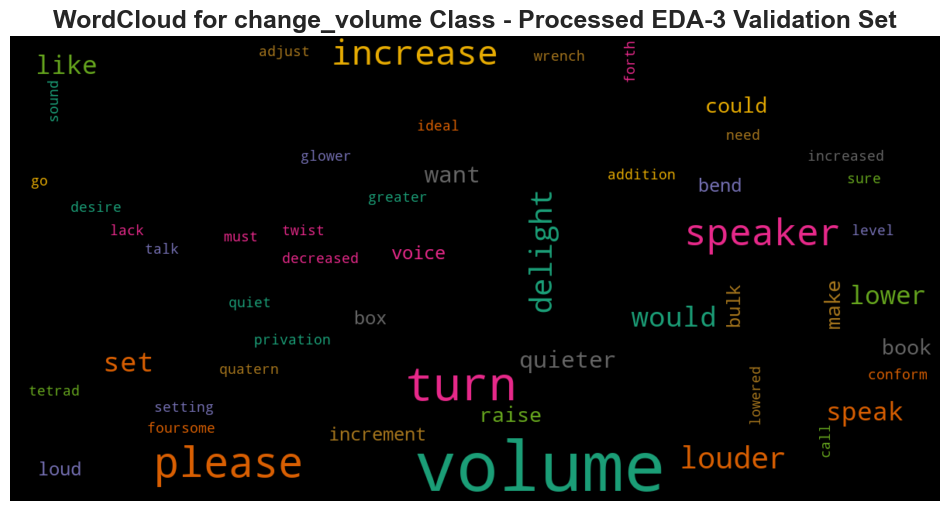 WordCloud for change_volume Class - Processed EDA-3 Validation Set
like
adjust
increase
wrench
forth
sound
could
ideal
need
glower
increased
go
want
addition
bend
sure
desire
greater
delight
lack
talk
must
twist
decreased
voice
speaker
level
quiet
box
bulk
make
lower
would
privation
book
set
quieter
quatern
tetrad
turn
conform
setting
lowered
raise
speak
foursome
increment
call
loud
please
volume
louder